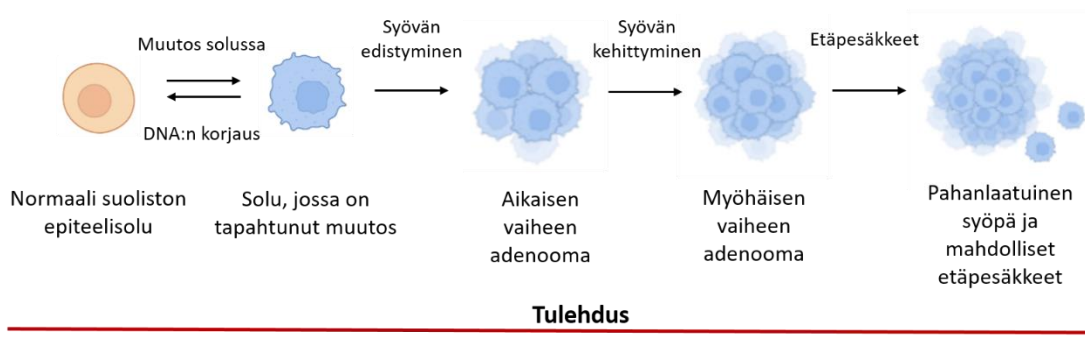 Muutos solussa
DNA:n korjaus
Syövän
edistyminen
Syövän
kehittyminen
Etäpesäkkeet
Normaali suoliston
epiteelisolu
Solu, jossa on
tapahtunut muutos
Aikaisen
vaiheen
adenooma
Myöhäisen
vaiheen
adenooma
Pahanlaatuinen
syöpä ja
mahdolliset
etäpesäkkeet
Tulehdus